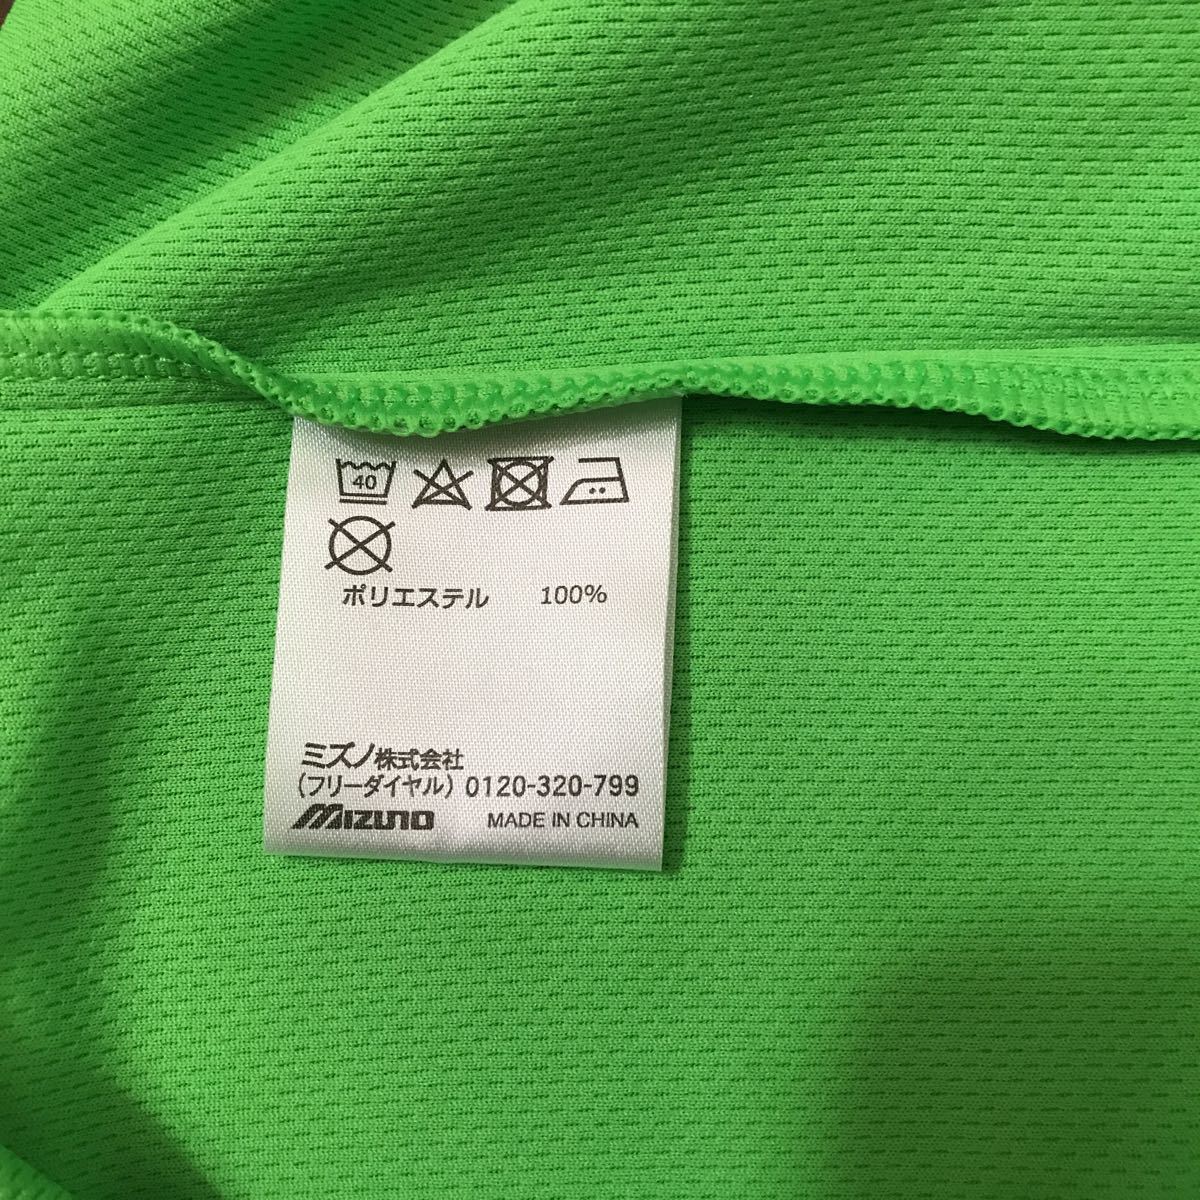 40
ポリエステル 100%
ミズノ株式会社
(フリーダイヤル) 0120-320-799
MIZUNO MADE IN CHINA